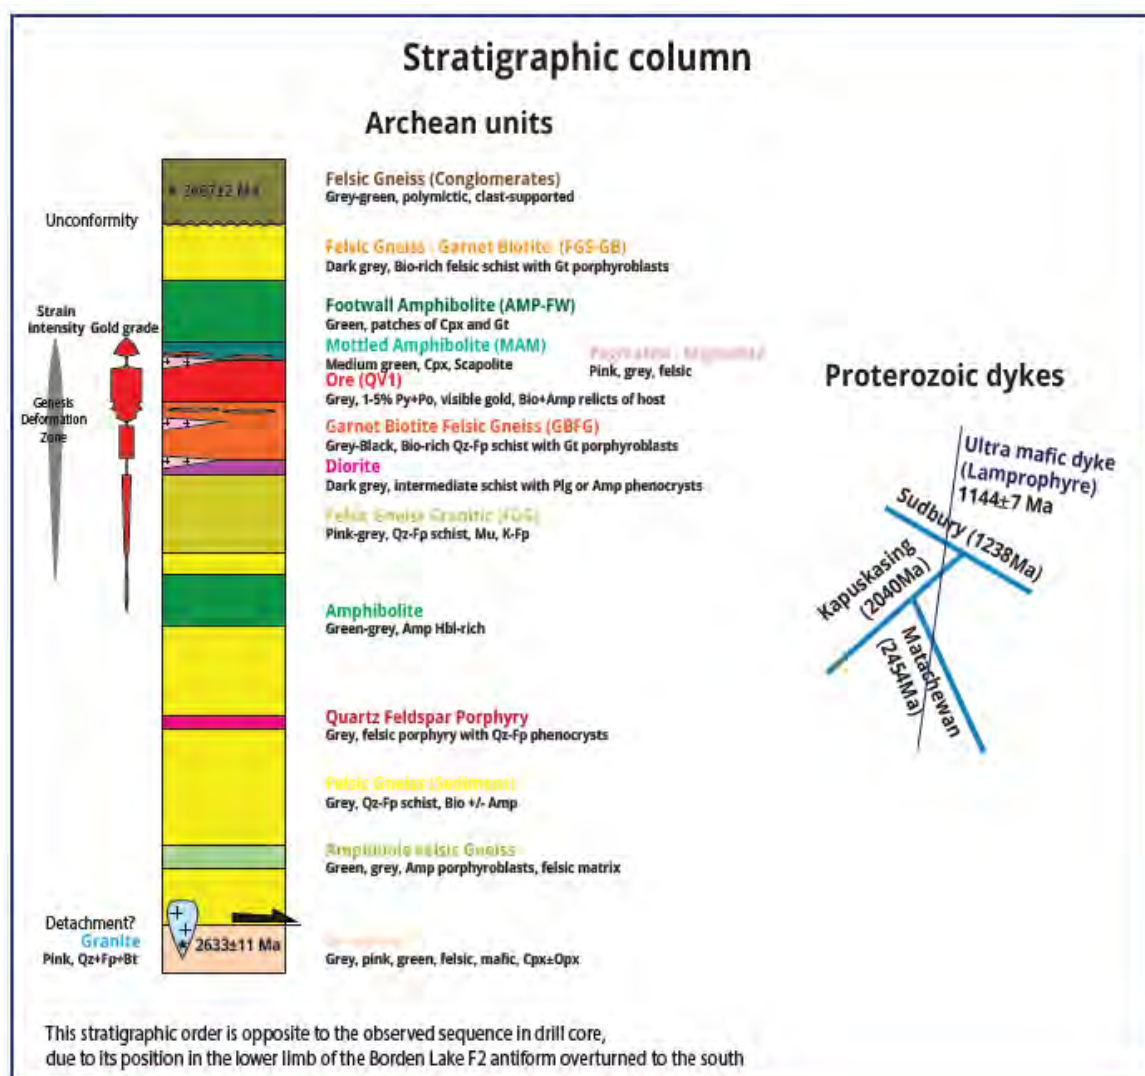 Stratigraphic column
Archean units
Felsic Gneiss (Conglomerates)
Grey-green, polymictic, clast-supported
Unconformity
Felsic Gneiss - Garnet Biotite (FGS-GB)
Dark grey, Bio-rich felsic schist with Gt porphyroblasts
Footwall Amphibolite (AMP-FW)
Green, patches of Cpx and Gt
Strain
intensity
Gold grade
Mottled Amphibolite (MAM)
Medium green, Cpx, Scapolite
Pink, grey, felsic
Ore (QV1)
Grey, 1-5% Py+Po, visible gold, Bio+Amp relicts of host
Genesis
Deformation
Zone
Garnet Biotite Felsic Gneiss (GBFG)
Grey-Black, Bio-rich Qz-Fp schist with Gt porphyroblasts
Diorite
Dark grey, intermediate schist with Plg or Amp phenocrysts
Felsic Gneiss Granitic
Pink-grey, Qz-Fp schist, Mu, K-Fp
Amphibolite
Green-grey, Amp Hbl-rich
Quartz Feldspar Porphyry
Grey, felsic porphyry with Qz-Fp phenocrysts
Felsic Gneiss (Sediment)
Grey, Qz-Fp schist, Bio +/- Amp
Amphibole Felsic Gneiss
Green, grey, Amp porphyroblasts, felsic matrix
Detachment?
Granite
Pink, Qz+Fp+Bt
2633±11 Ma
Grey, pink, green, felsic, mafic, Cpx±Opx
Proterozoic dykes
Ultra mafic dyke
(Lamprophyre)
1144±7 Ma
Sudbury (1238Ma)
Kapuskasing
(2040Ma)
Matachewan
(2454Ma)
This stratigraphic order is opposite to the observed sequence in drill core,
due to its position in the lower limb of the Borden Lake F2 antiform overturned to the south